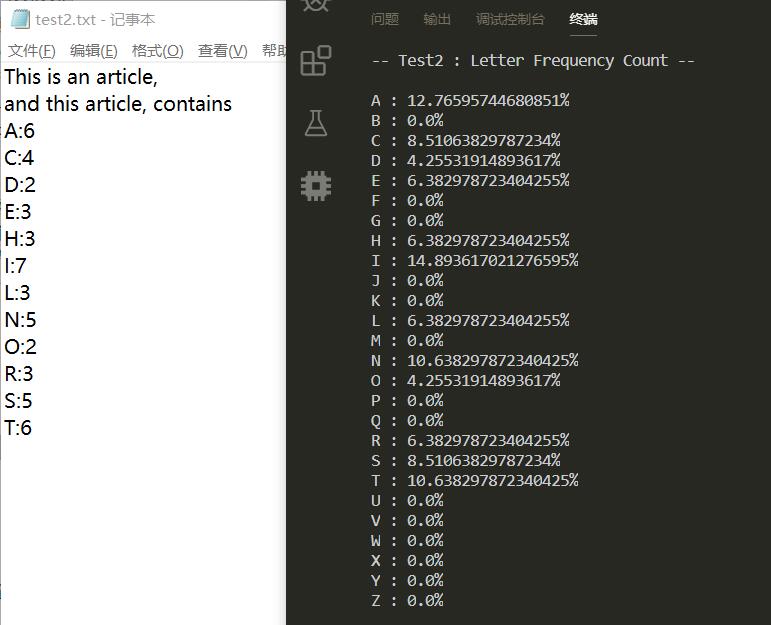 test2.txt - 记事本
文件(F) 编辑(E) 格式(O) 查看(V) 帮助
This is an article,
and this article, contains
A:6
C:4
D:2
E:3
H:3
I:7
L:3
N:5
O:2
R:3
S:5
T:6
问题 输出 调试控制台 终端
-- Test2 : Letter Frequency Count --
A : 12.76595744680851%
B : 0.0%
C : 8.51063829787234%
D : 4.25531914893617%
E : 6.382978723404255%
F : 0.0%
G : 0.0%
H : 6.382978723404255%
I : 14.893617021276595%
J : 0.0%
K : 0.0%
L : 6.382978723404255%
M : 0.0%
N : 10.638297872340425%
O : 4.25531914893617%
P : 0.0%
Q : 0.0%
R : 6.382978723404255%
S : 8.51063829787234%
T : 10.638297872340425%
U : 0.0%
V : 0.0%
W : 0.0%
X : 0.0%
Y : 0.0%
Z : 0.0%